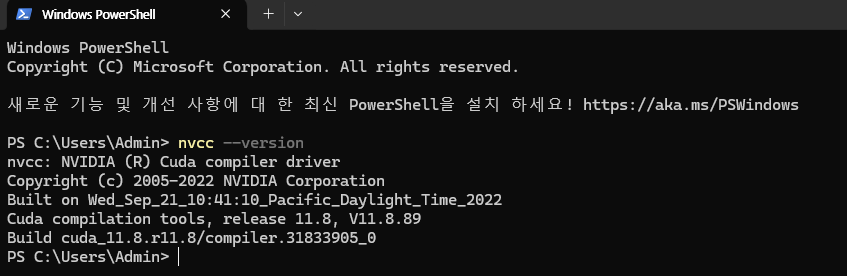 Windows PowerShell
Windows PowerShell
Copyright (C) Microsoft Corporation. All rights reserved.
새로운 기능 및 개선 사항에 대 한 최신 PowerShell을 설치 하세요! https://aka.ms/PSWindows
PS C:\Users\Admin> nvcc --version
nvcc: NVIDIA (R) Cuda compiler driver
Copyright (c) 2005-2022 NVIDIA Corporation
Built on Wed_Sep_21_10:41:10_Pacific_Daylight_Time_2022
Cuda compilation tools, release 11.8, V11.8.89
Build cuda_11.8.r11.8/compiler.31833905_0
PS C:\Users\Admin>